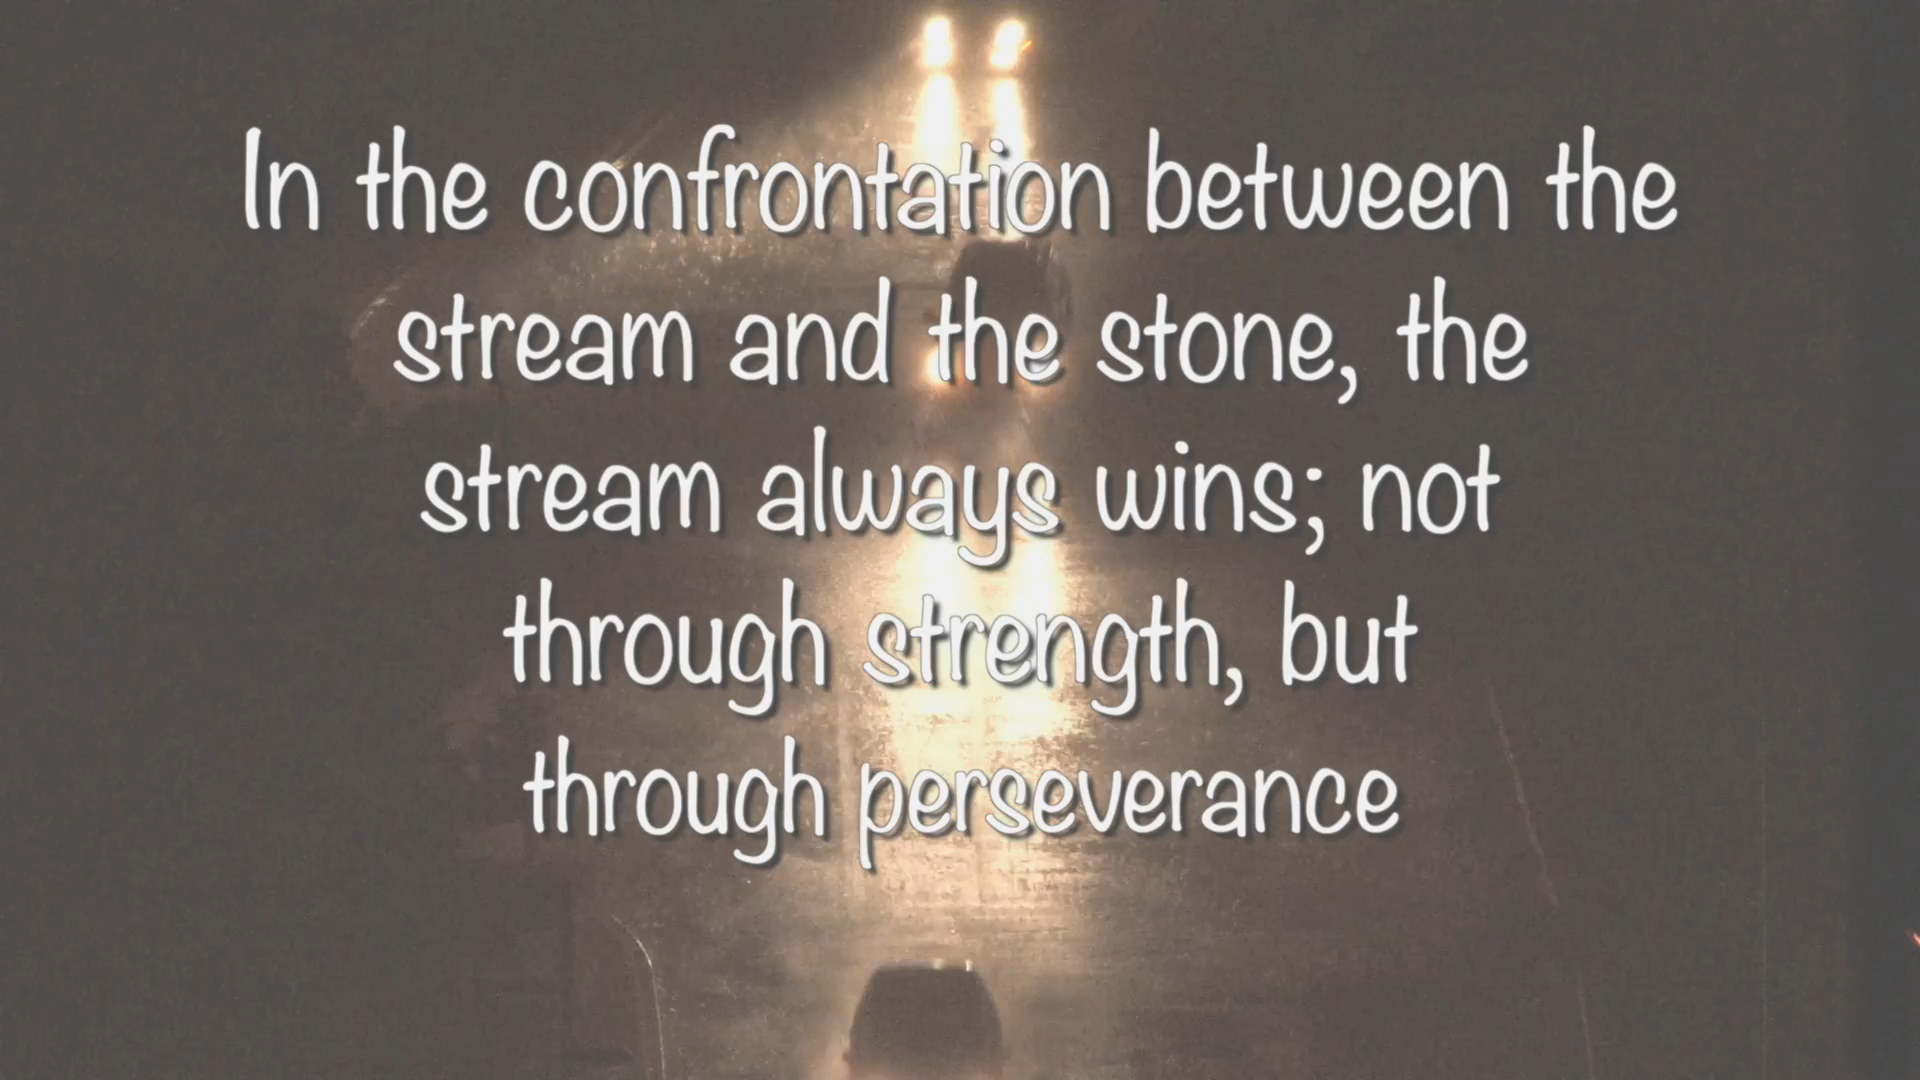 In the confrontation between the
stream and the stone, the
stream always wins; not
through strength, but
through perseverance